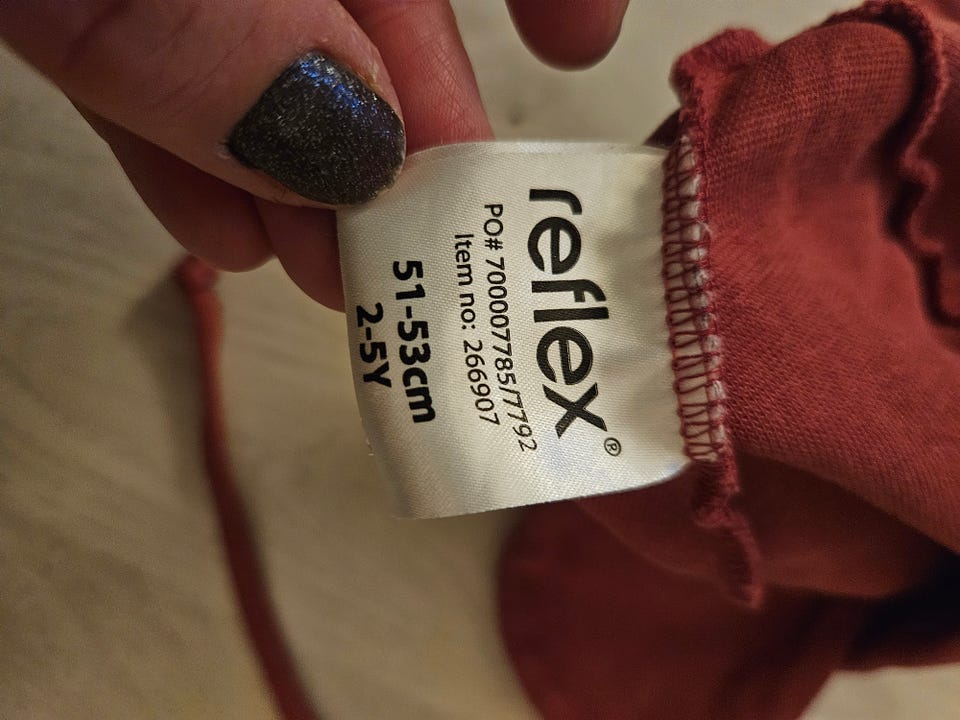 reflex®
PO# 7000077785/7792
Item no: 266907
51-53cm
2-5Y